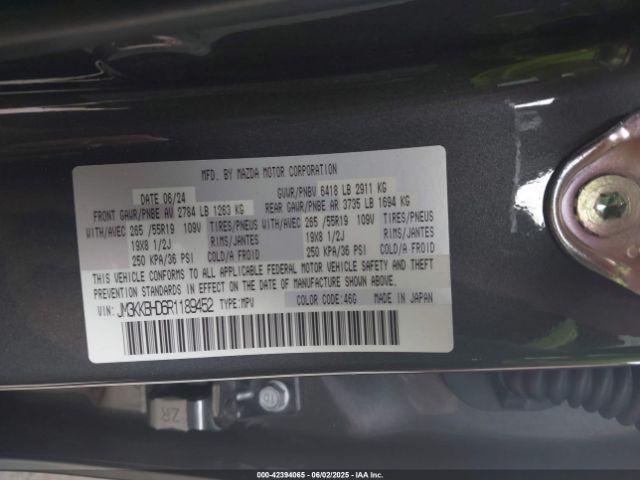 MFD. BY MAZDA MOTOR CORPORATION
DATE 06/24 GVWR/PNBV 6418 LB 2911 KG
FRONT GAWR/PNBE AV 2784 LB 1263 KG REAR GAWR/PNBE AR 3735 LB 1694 KG
WITH/AVEC 265 /55R19 109V TIRES/PNEUS WITH/AVEC 265 /55R19 109V TIRES/PNEUS
19X8 1/2J RIMS/JANTES 19X8 1/2J RIMS/JANTES
250 KPA/36 PSI COLD/A FROID 250 KPA/36 PSI COLD/A FROID
THIS VEHICLE CONFORMS TO ALL APPLICABLE FEDERAL MOTOR VEHICLE SAFETY AND THEFT
PREVENTION STANDARDS IN EFFECT ON THE DATE OF MANUFACTURE SHOWN ABOVE.
VIN: JM3KKBHD6R1189452 TYPE:MPV COLOR CODE:46G MADE IN JAPAN
ZR
000-42394065 - 06/02/2025 - IAAI, Inc.